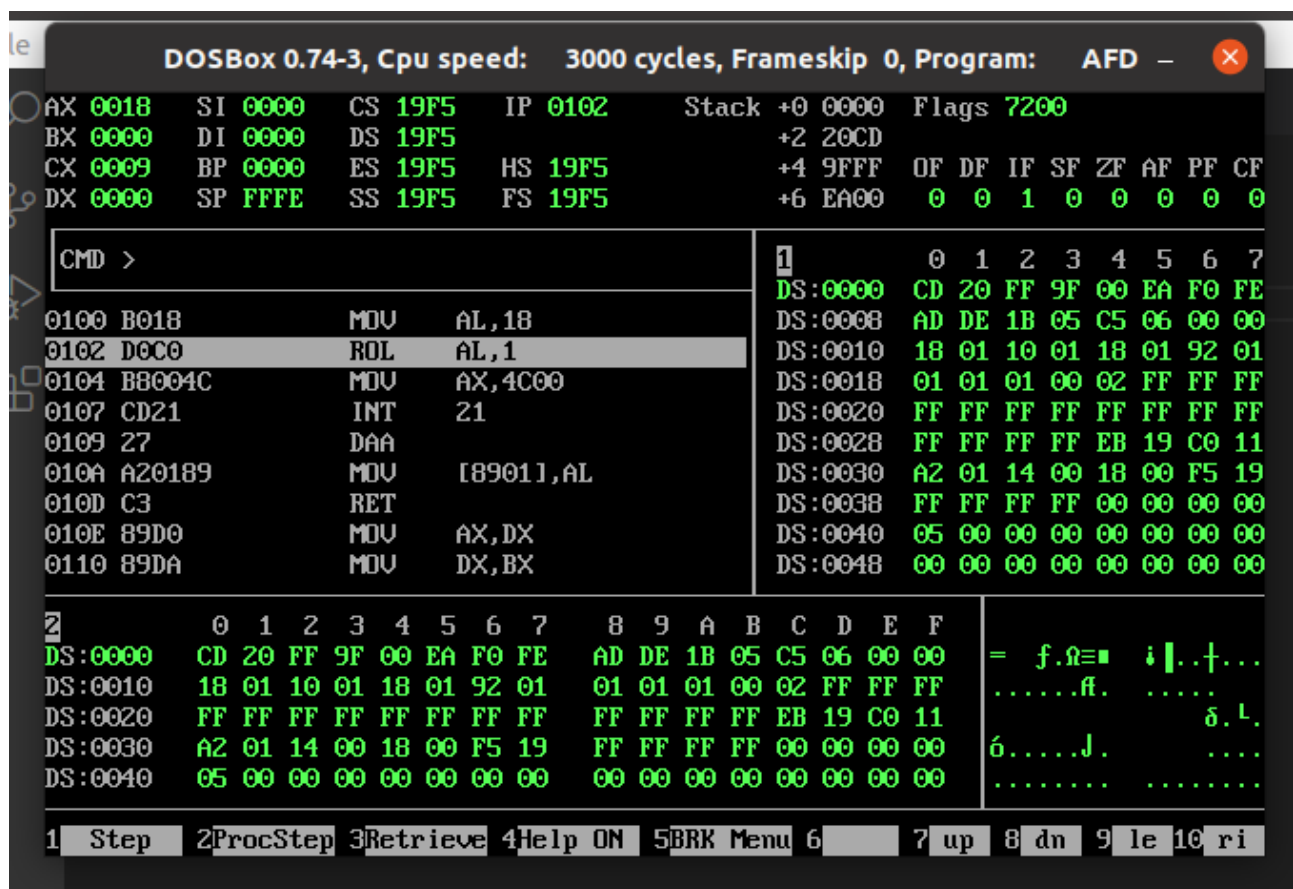 le
DOSBox 0.74-3, Cpu speed: 3000 cycles, Frameskip 0, Program: AFD
AX 0018 SI 0000 CS 19F5 IP 0102 Stack +0 0000 Flags 7200
BX 0000 DI 0000 DS 19F5 +2 20CD
CX 0009 BP 0000 ES 19F5 HS 19F5 +4 9FFF OF DF IF SF ZF AF PF CF
DX 0000 SP FFFE SS 19F5 FS 19F5 +6 EA00 0 0 1 0 0 0 0 0
CMD >
0100 B018 MOV AL,18
0102 D0C0 ROL AL,1
0104 B8004C MOV AX,4C00
0107 CD21 INT 21
0109 27 DAA
010A A20189 MOV [8901],AL
010D C3 RET
010E 89D0 MOV AX,DX
0110 89DA MOV DX,BX
1 0 1 2 3 4 5 6 7
DS:0000 CD 20 FF 9F 00 EA F0 FE
DS:0008 AD DE 1B 05 C5 06 00 00
DS:0010 18 01 10 01 18 01 92 01
DS:0018 01 01 01 00 02 FF FF FF
DS:0020 FF FF FF FF FF FF FF FF
DS:0028 FF FF FF FF EB 19 C0 11
DS:0030 A2 01 14 00 18 00 F5 19
DS:0038 FF FF FF FF 00 00 00 00
DS:0040 05 00 00 00 00 00 00 00
DS:0048 00 00 00 00 00 00 00 00
2 0 1 2 3 4 5 6 7 8 9 A B C D E F
DS:0000 CD 20 FF 9F 00 EA F0 FE AD DE 1B 05 C5 06 00 00 = ƒ.Ω≡■ ¡▐..┼...
DS:0010 18 01 10 01 18 01 92 01 01 01 01 00 02 FF FF FF ......Æ. .....
DS:0020 FF FF FF FF FF FF FF FF FF FF FF FF EB 19 C0 11 δ.└.
DS:0030 A2 01 14 00 18 00 F5 19 FF FF FF FF 00 00 00 00 ó.....⌡. ....
DS:0040 05 00 00 00 00 00 00 00 00 00 00 00 00 00 00 00 ........ ........
1 Step 2ProcStep 3Retrieve 4Help ON 5BRK Menu 6 7 up 8 dn 9 le 10 ri